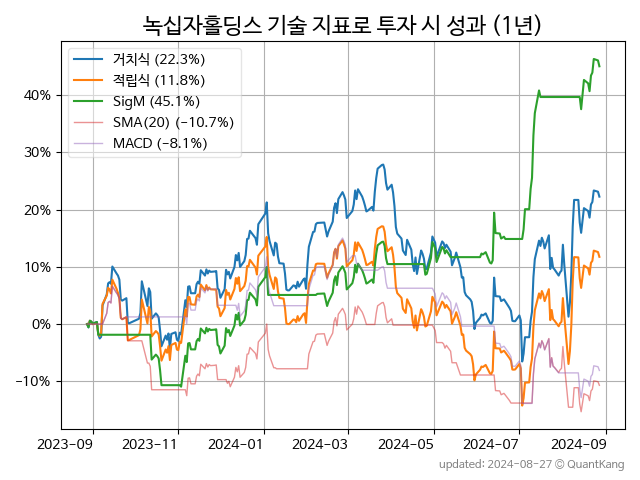 녹십자홀딩스 기술 지표로 투자 시 성과 (1년)
거치식 (22.3%)
적립식 (11.8%)
SigM (45.1%)
SMA(20) (−10.7%)
MACD (−8.1%)
40%
30%
20%
10%
0%
−10%
2023-09 2023-11 2024-01 2024-03 2024-05 2024-07 2024-09
updated: 2024-08-27 ⓒ QuantKang